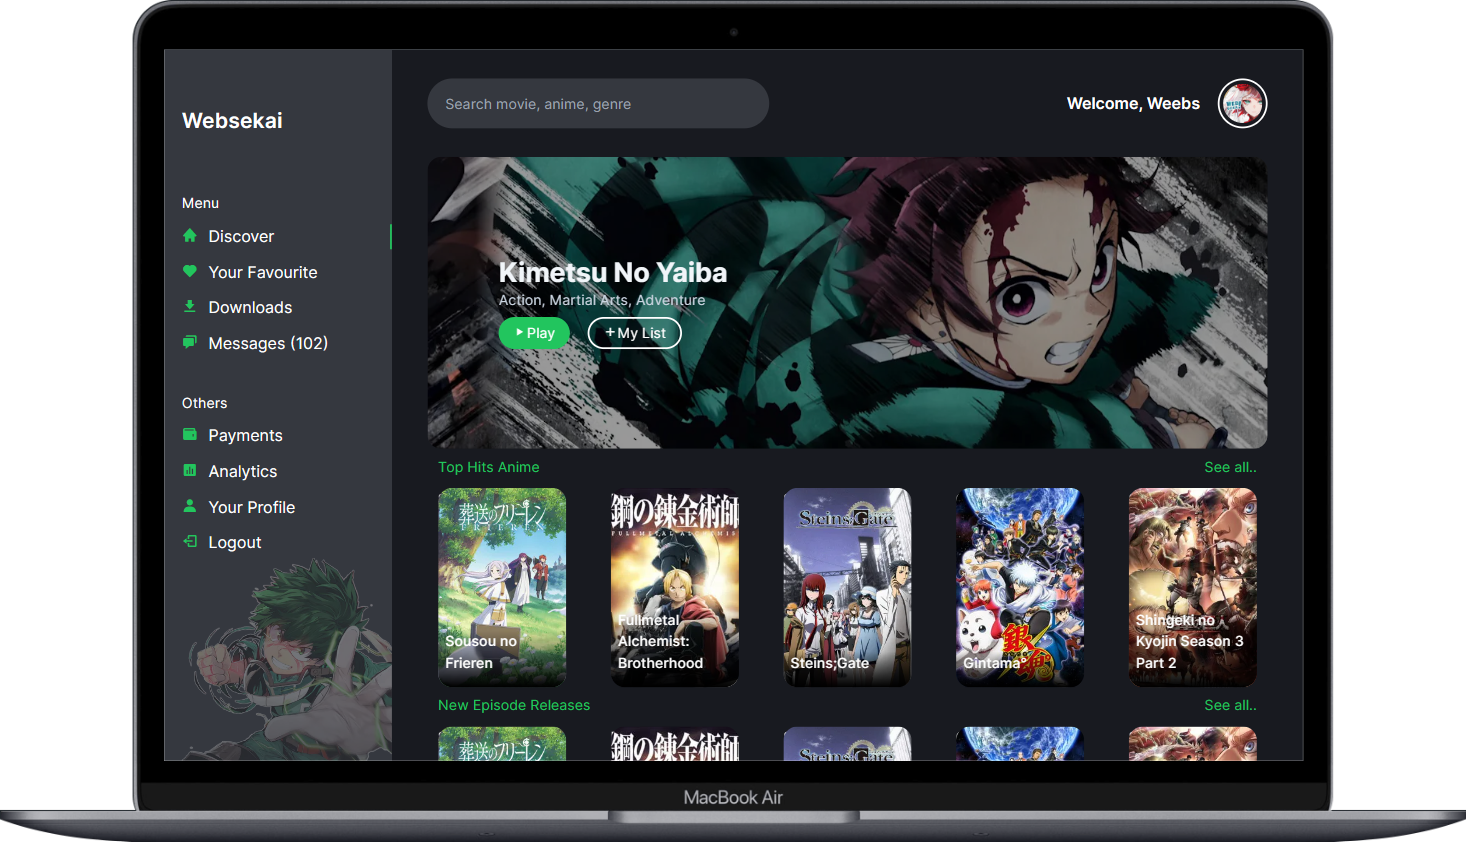 Websekai
Search movie, anime, genre
Welcome, Weebs
Menu
Discover
Your Favourite
Downloads
Messages (102)
Others
Payments
Analytics
Your Profile
Logout
Kimetsu No Yaiba
Action, Martial Arts, Adventure
Play
+ My List
Top Hits Anime
See all..
葬送のフリーレン
FRIEREN
Sousou no
Frieren
鋼の錬金術師
FULLMETAL ALCHEMIS
Fullmetal
Alchemist:
Brotherhood
Steins;Gate
Steins;Gate
銀魂
Gintama
Shingeki no
Kyojin Season 3
Part 2
New Episode Releases
See all..
葬送のフリーレン
鋼の錬金術師
Steins;Gate
MacBook Air